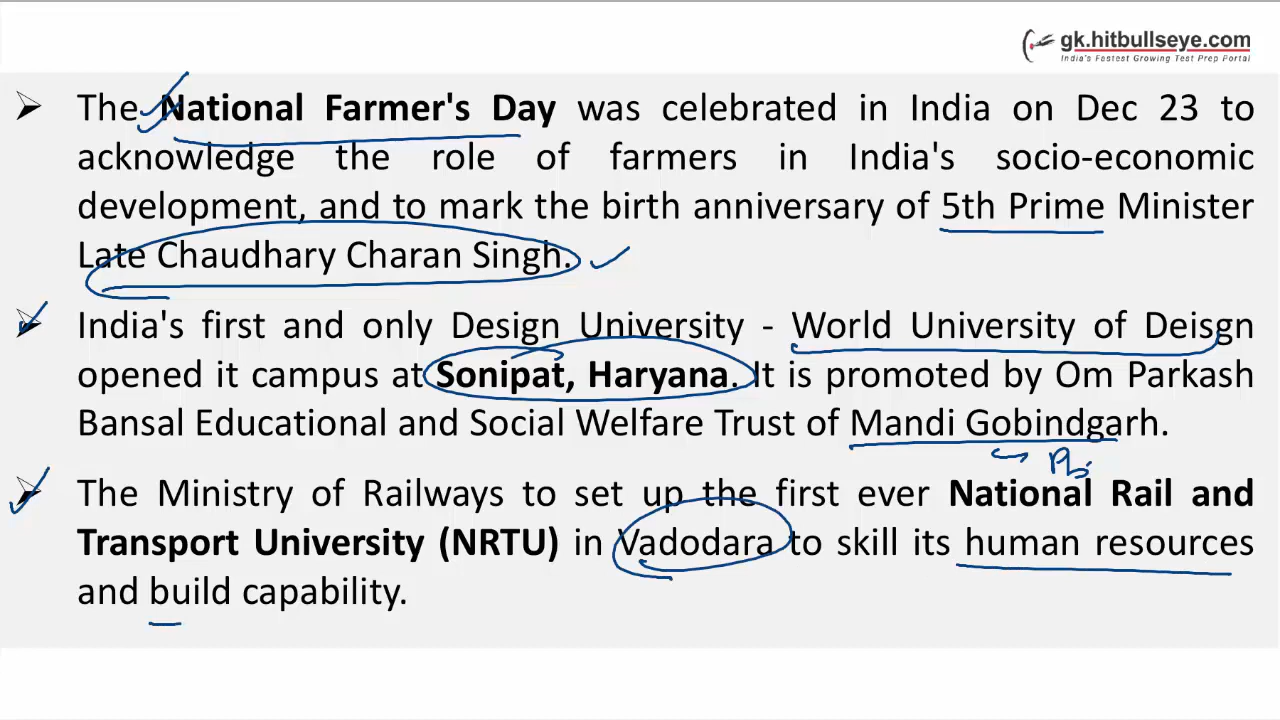 gk.hitbullseye.com
India's Fastest Growing Test Prep Portal
The National Farmer's Day was celebrated in India on Dec 23 to
acknowledge the role of farmers in India's socio-economic
development, and to mark the birth anniversary of 5th Prime Minister
Late Chaudhary Charan Singh.
India's first and only Design University - World University of Deisgn
opened it campus at Sonipat, Haryana. It is promoted by Om Parkash
Bansal Educational and Social Welfare Trust of Mandi Gobindgarh.
The Ministry of Railways to set up the first ever National Rail and
Transport University (NRTU) in Vadodara to skill its human resources
and build capability.